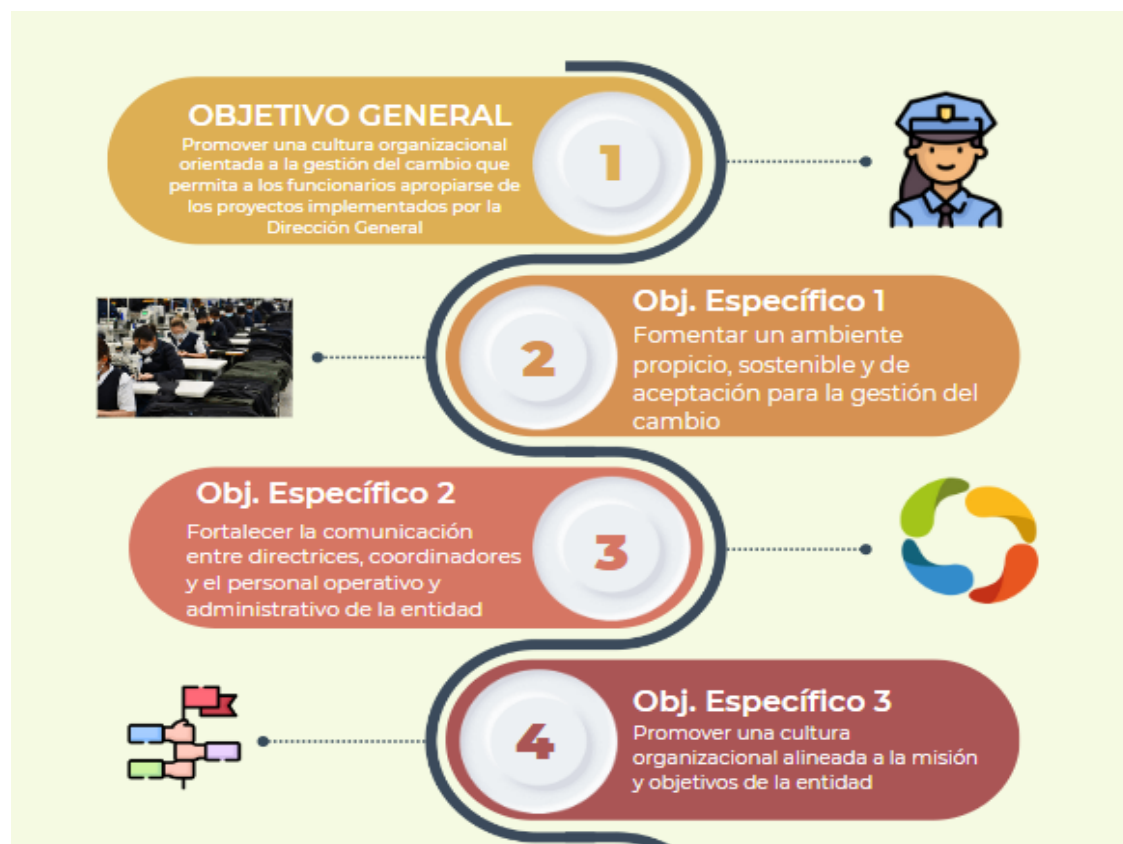 OBJETIVO GENERAL
Promover una cultura organizacional
orientada a la gestión del cambio que
permita a los funcionarios apropiarse de
los proyectos implementados por la
Dirección General
1
Obj. Específico 1
Fomentar un ambiente
propicio, sostenible y de
aceptación para la gestión del
cambio
2
Obj. Específico 2
Fortalecer la comunicación
entre directrices, coordinadores
y el personal operativo y
administrativo de la entidad
3
Obj. Específico 3
Promover una cultura
organizacional alineada a la misión
y objetivos de la entidad
4